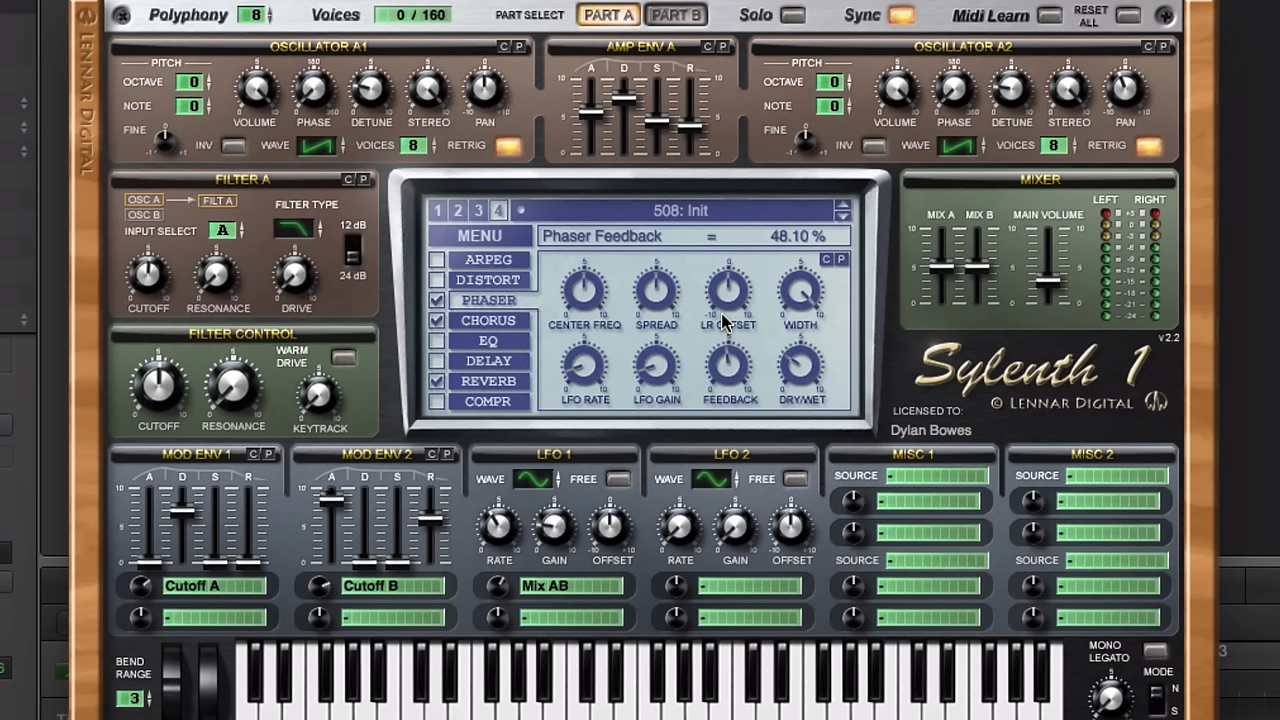 Polyphony 8 Voices 0 / 160 PART SELECT PART A PART B Solo Sync Midi Learn RESET ALL
LENNAR DIGITAL
OSCILLATOR A1 C P
PITCH
OCTAVE 0
NOTE 0
FINE
VOLUME PHASE DETUNE STEREO PAN
INV WAVE VOICES 8 RETRIG
AMP ENV A C P
A D S R
OSCILLATOR A2 C P
PITCH
OCTAVE 0
NOTE 0
FINE
VOLUME PHASE DETUNE STEREO PAN
INV WAVE VOICES 8 RETRIG
FILTER A C P
OSC A FILT A
OSC B
INPUT SELECT A
FILTER TYPE
12 dB
24 dB
CUTOFF RESONANCE DRIVE
FILTER CONTROL
WARM DRIVE
CUTOFF RESONANCE KEYTRACK
1 2 3 4 508: Init
MENU Phaser Feedback = 48.10 %
ARPEG C P
DISTORT
PHASER
CHORUS
EQ
DELAY
REVERB
COMPR
CENTER FREQ SPREAD WIDTH
LFO RATE LFO GAIN FEEDBACK DRY/WET
MIXER
LEFT RIGHT
MIX A MIX B MAIN VOLUME
v2.2
Sylenth 1
© LENNAR DIGITAL
LICENSED TO:
Dylan Bowes
MOD ENV 1 C P
A D S R
Cutoff A
MOD ENV 2 C P
A D S R
Cutoff B
LFO 1
WAVE FREE
RATE GAIN OFFSET
Mix AB
LFO 2
WAVE FREE
RATE GAIN OFFSET
MISC 1
SOURCE
SOURCE
MISC 2
SOURCE
SOURCE
BEND RANGE
3
MONO LEGATO
MODE
N
S